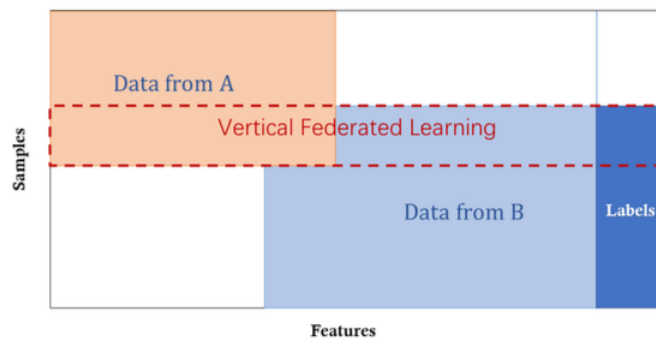 Data from A
Vertical Federated Learning
Samples
Data from B
Labels
Features